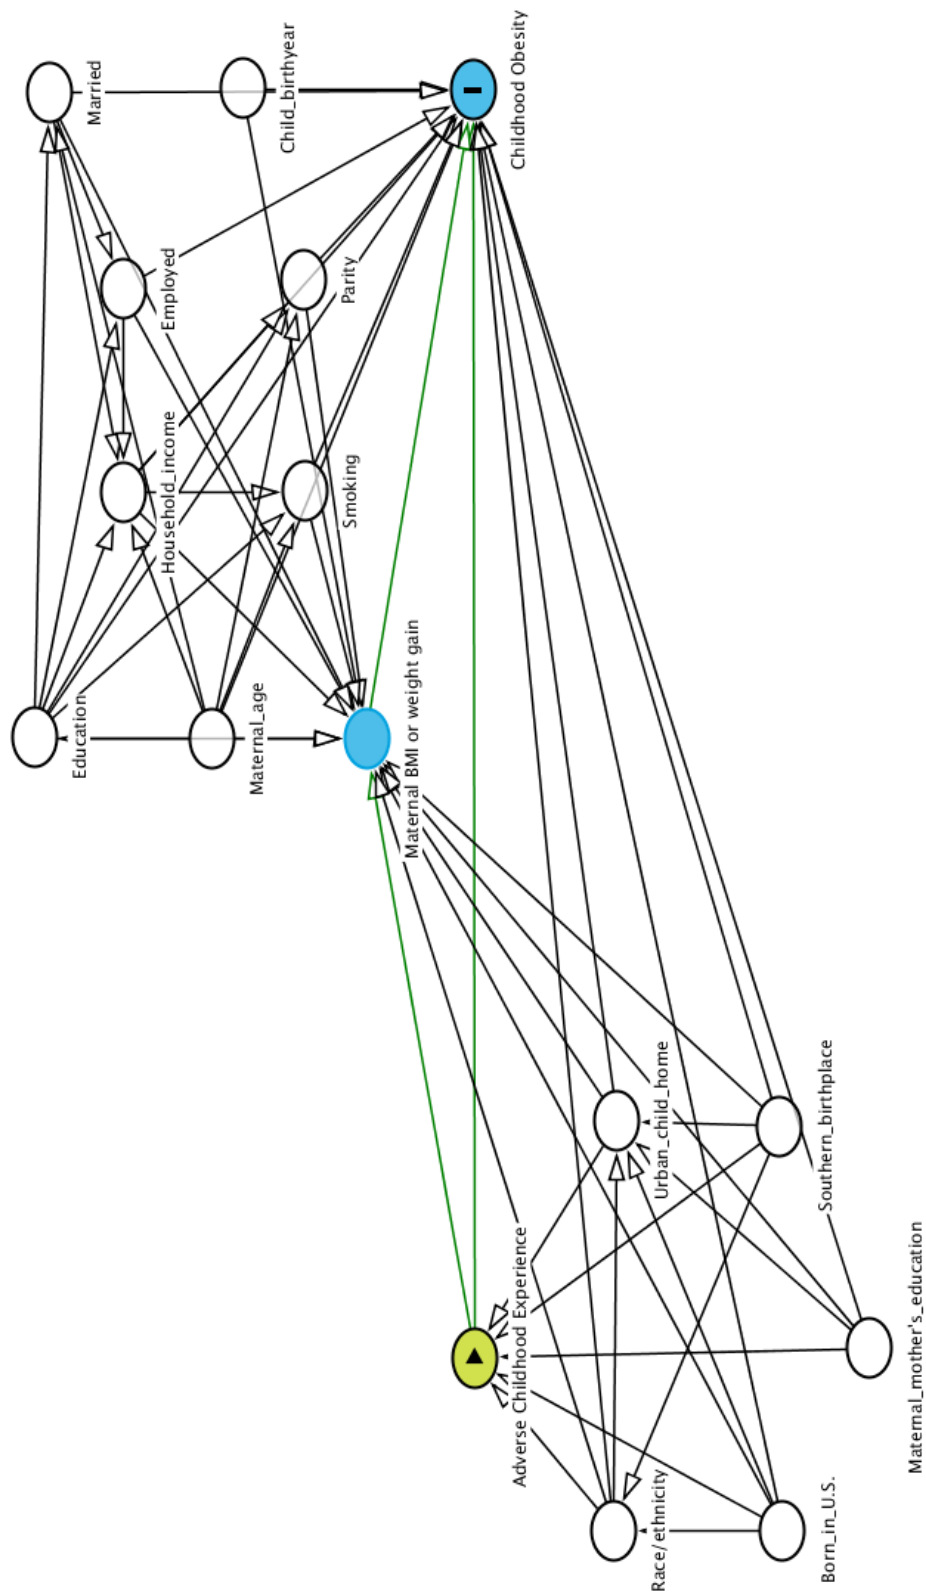 Married
Child_birthyear
Childhood Obesity
Employed
Parity
Household_income
Smoking
Education
Maternal_age
Maternal BMI or weight gain
Urban_child_home
Southern_birthplace
Adverse Childhood Experience
Maternal_mother's_education
Race/ethnicity
Born_in_U.S.